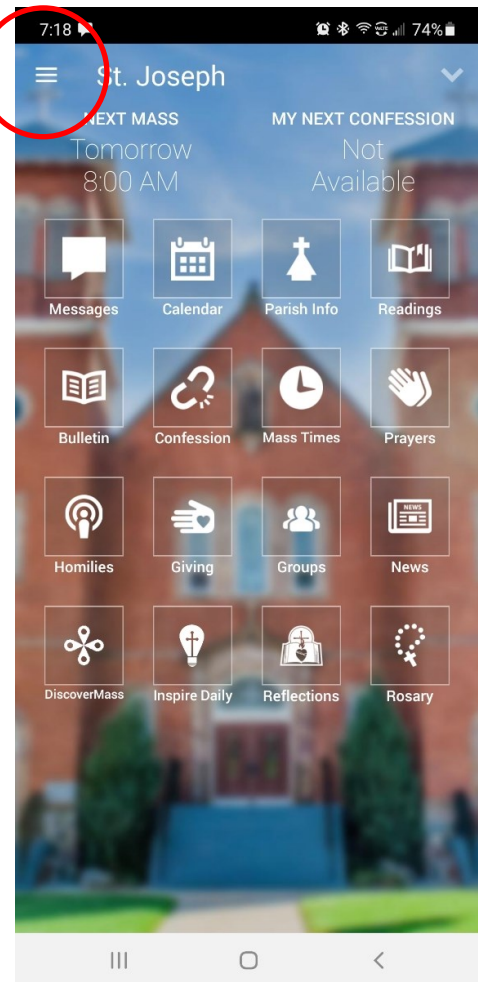 7:18 74%
St. Joseph
NEXT MASS MY NEXT CONFESSION
Tomorrow Not
8:00 AM Available
Messages Calendar Parish Info Readings
Bulletin Confession Mass Times Prayers
NEWS
Homilies Giving Groups News
DiscoverMass Inspire Daily Reflections Rosary